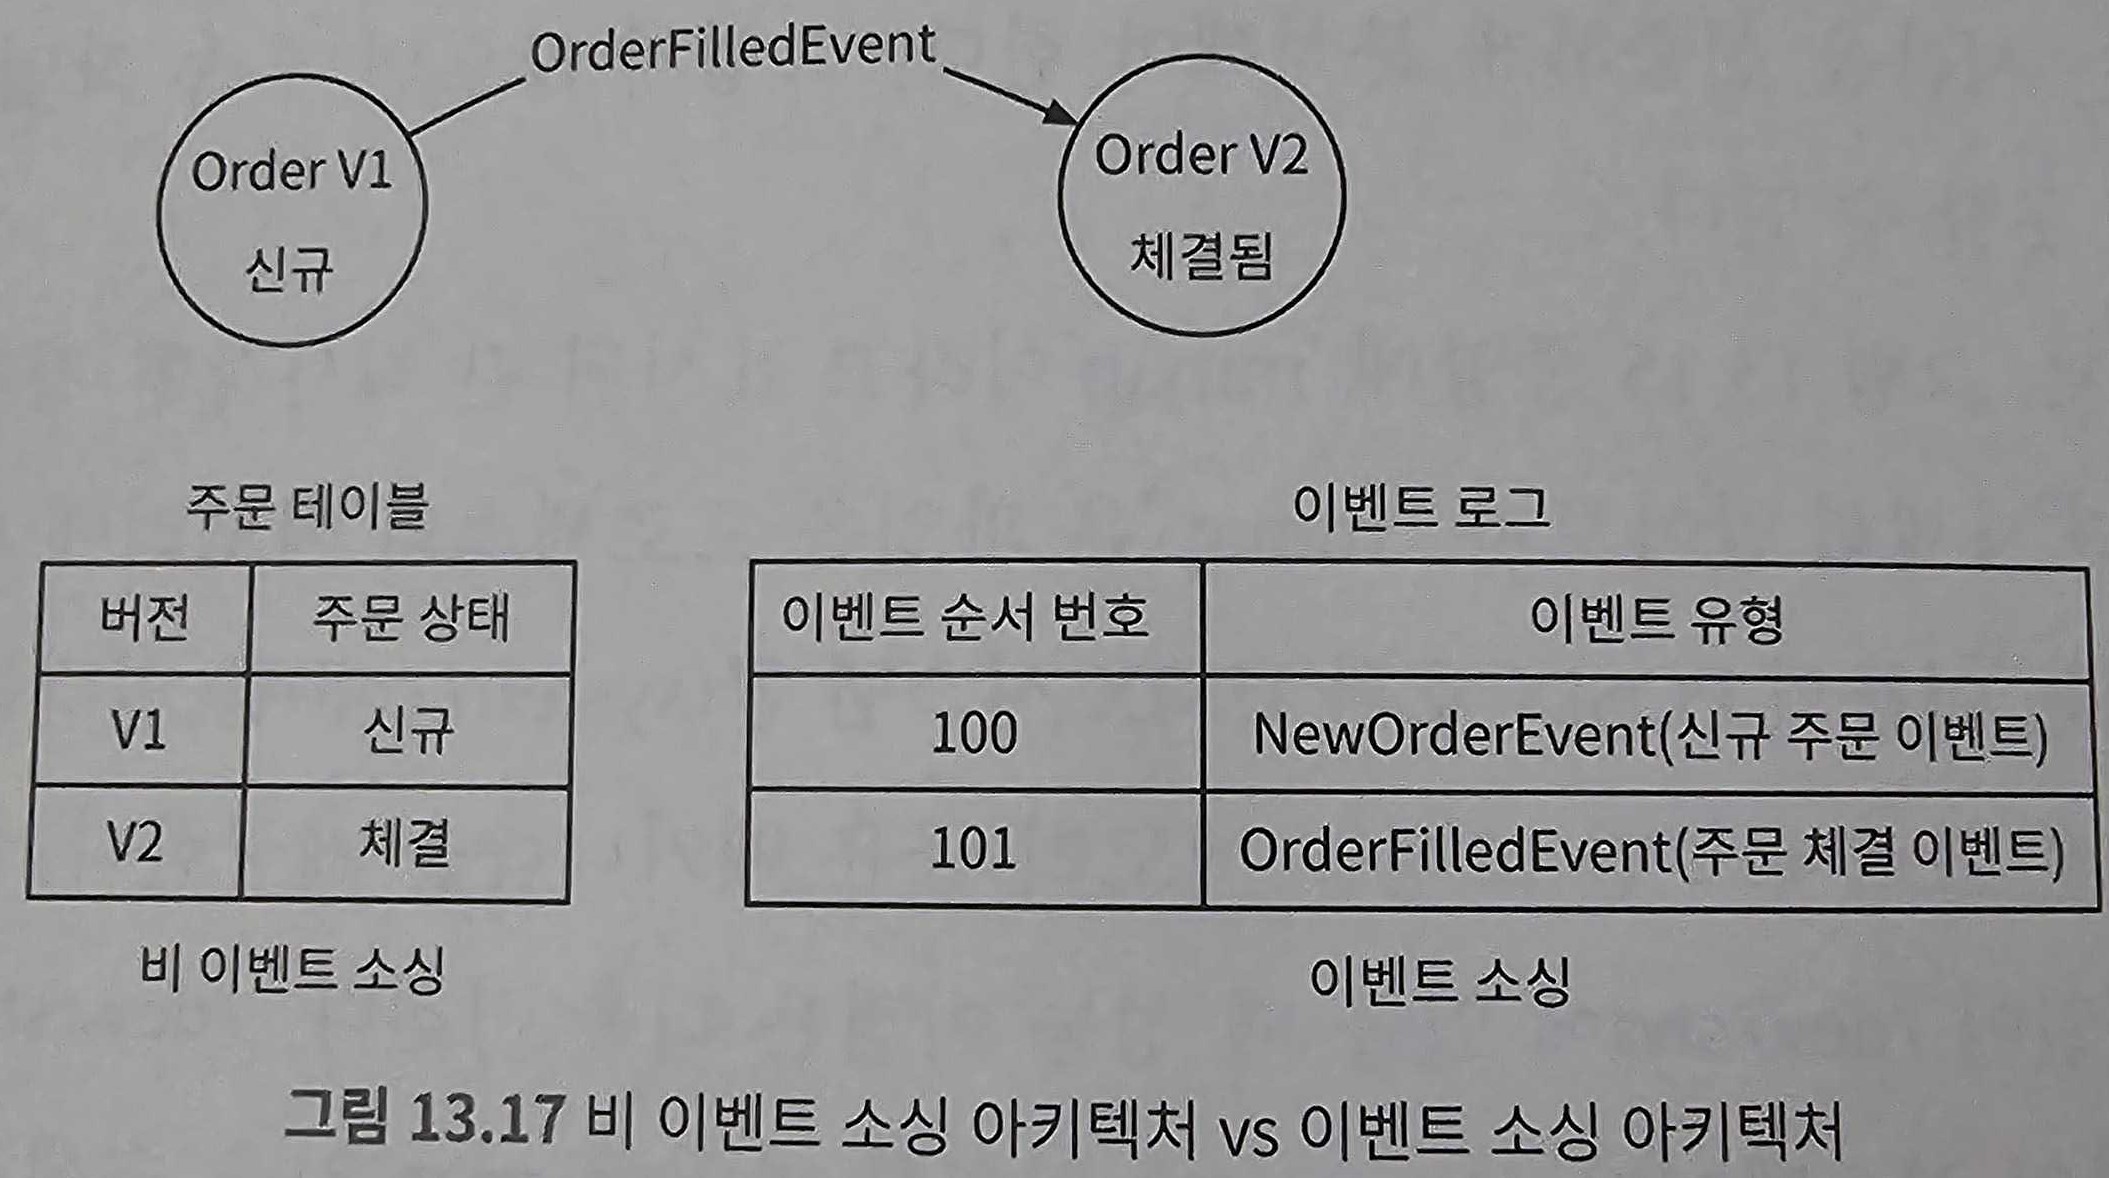 OrderFilledEvent
Order V1
신규
Order V2
체결됨
주문 테이블
버전 주문 상태
V1 신규
V2 체결
비 이벤트 소싱
이벤트 로그
이벤트 순서 번호 이벤트 유형
100 NewOrderEvent(신규 주문 이벤트)
101 OrderFilledEvent(주문 체결 이벤트)
이벤트 소싱
그림 13.17 비 이벤트 소싱 아키텍처 vs 이벤트 소싱 아키텍처